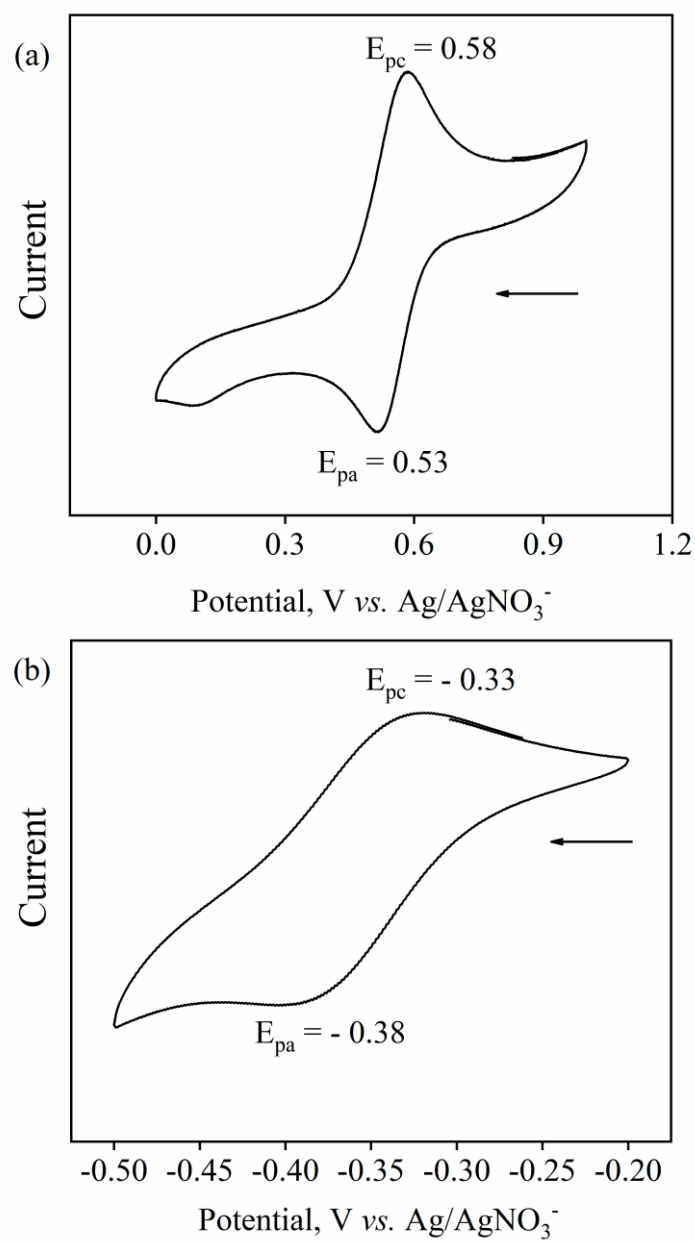 (a)
E_pc = 0.58
Current
E_pa = 0.53
0.0 0.3 0.6 0.9 1.2
Potential, V vs. Ag/AgNO₃⁻
(b)
E_pc = - 0.33
Current
E_pa = - 0.38
-0.50 -0.45 -0.40 -0.35 -0.30 -0.25 -0.20
Potential, V vs. Ag/AgNO₃⁻